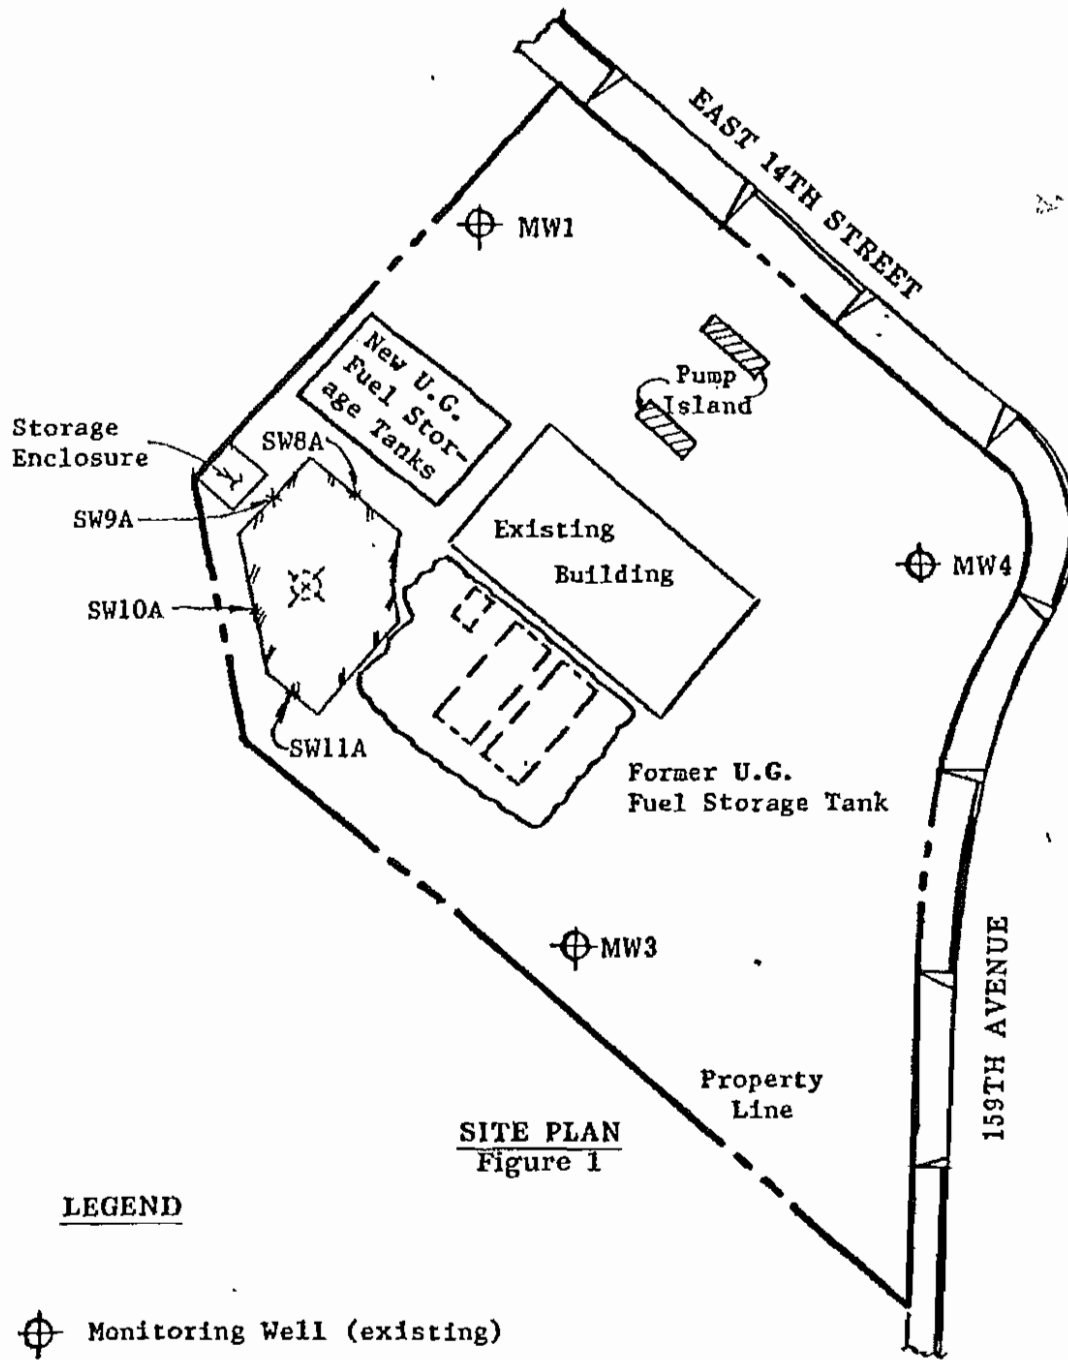 EAST 14TH STREET
MW1
New U.G.
Fuel Stor-
age Tanks
Pump
Island
Storage
Enclosure
SW8A
SW9A
Existing
Building
MW4
SW10A
SW11A
Former U.G.
Fuel Storage Tank
MW3
159TH AVENUE
Property
Line
SITE PLAN
Figure 1
LEGEND
Monitoring Well (existing)